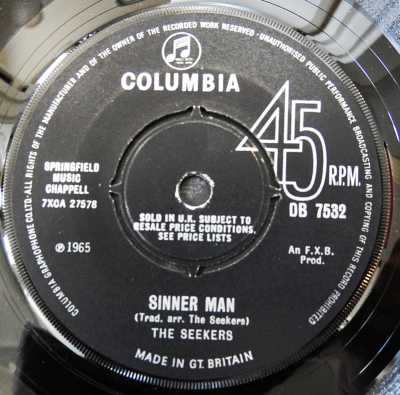 COLUMBIA GRAPHOPHONE CO. LTD·ALL RIGHTS OF THE MANUFACTURER AND OF THE OWNER OF THE RECORDED WORK RESERVED·UNAUTHORISED PUBLIC PERFORMANCE BROADCASTING AND COPYING OF THIS RECORD PROHIBITED
COLUMBIA
45
R.P.M.
SPRINGFIELD
MUSIC
CHAPPELL
7XCA 27576
DB 7532
SOLD IN U.K. SUBJECT TO
RESALE PRICE CONDITIONS,
SEE PRICE LISTS
℗1965
An F.X.B.
Prod.
SINNER MAN
(Trad. arr. The Seekers)
THE SEEKERS
MADE IN GT. BRITAIN